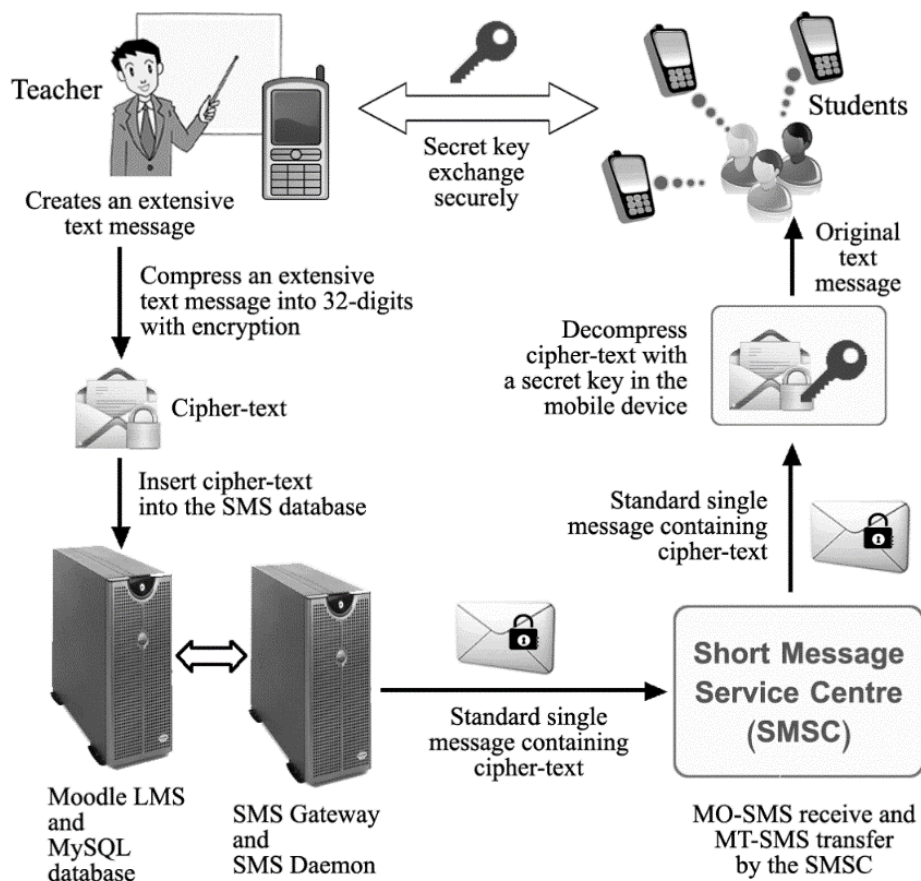 Teacher
Students
Secret key
exchange
securely
Creates an extensive
text message
Compress an extensive
text message into 32-digits
with encryption
Cipher-text
Insert cipher-text
into the SMS database
Moodle LMS
and
MySQL
database
SMS Gateway
and
SMS Daemon
Standard single
message containing
cipher-text
Short Message
Service Centre
(SMSC)
MO-SMS receive and
MT-SMS transfer
by the SMSC
Standard single
message containing
cipher-text
Decompress
cipher-text with
a secret key in the
mobile device
Original
text
message